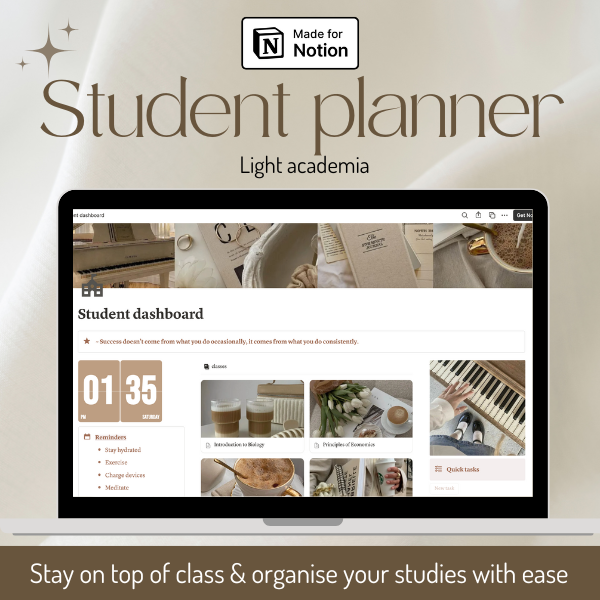 Made for
Notion
Student planner
Light academia
nt dashboard
Get No
Student dashboard
- Success doesn't come from what you do occasionally, it comes from what you do consistently.
01 35
PM SATURDAY
classes
Reminders
Stay hydrated
Exercise
Charge devices
Meditate
Introduction to Biology
Principles of Economics
Quick tasks
New task
Stay on top of class & organise your studies with ease